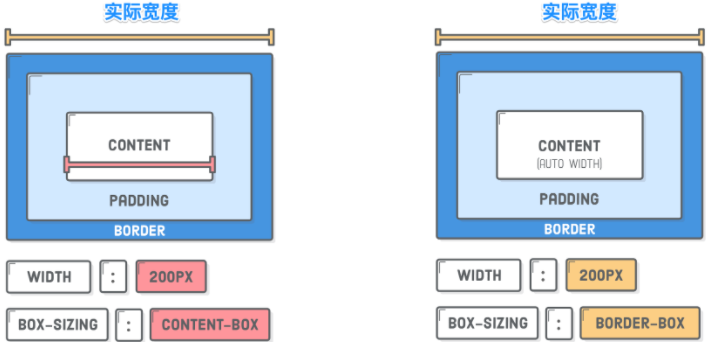 实际宽度
CONTENT
PADDING
BORDER
WIDTH : 200PX
BOX-SIZING : CONTENT-BOX
实际宽度
CONTENT
(AUTO WIDTH)
PADDING
BORDER
WIDTH : 200PX
BOX-SIZING : BORDER-BOX